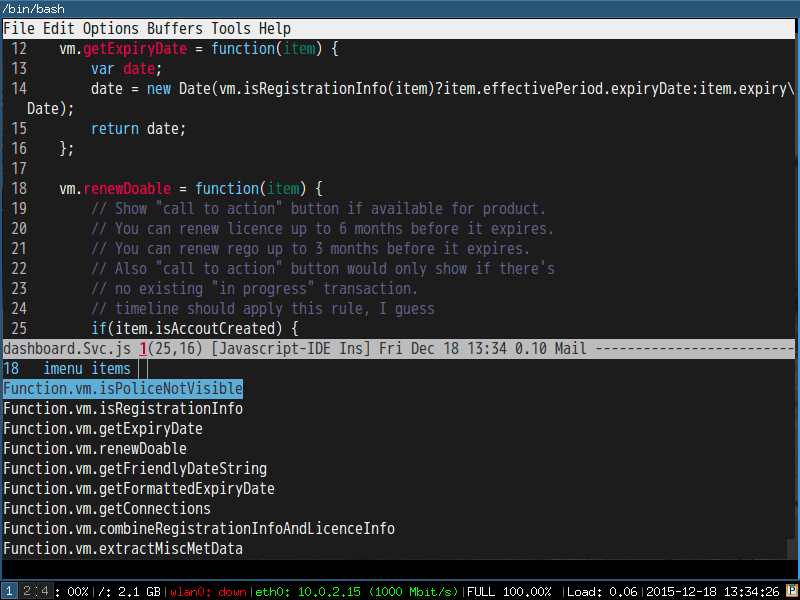 /bin/bash
File Edit Options Buffers Tools Help
12 vm.getExpiryDate = function(item) {
13 var date;
14 date = new Date(vm.isRegistrationInfo(item)?item.effectivePeriod.expiryDate:item.expiry\
Date);
15 return date;
16 };
17
18 vm.renewDoable = function(item) {
19 // Show "call to action" button if available for product.
20 // You can renew licence up to 6 months before it expires.
21 // You can renew rego up to 3 months before it expires.
22 // Also "call to action" button would only show if there's
23 // no existing "in progress" transaction.
24 // timeline should apply this rule, I guess
25 if(item.isAccoutCreated) {
dashboard.Svc.js 1(25,16) [Javascript-IDE Ins] Fri Dec 18 13:34 0.10 Mail -------------------------
18 imenu items
Function.vm.isPoliceNotVisible
Function.vm.isRegistrationInfo
Function.vm.getExpiryDate
Function.vm.renewDoable
Function.vm.getFriendlyDateString
Function.vm.getFormattedExpiryDate
Function.vm.getConnections
Function.vm.combineRegistrationInfoAndLicenceInfo
Function.vm.extractMiscMetData
1 2 4 : 00%|/: 2.1 GB|wlan0: down|eth0: 10.0.2.15 (1000 Mbit/s)|FULL 100.00% |Load: 0.06|2015-12-18 13:34:26 P